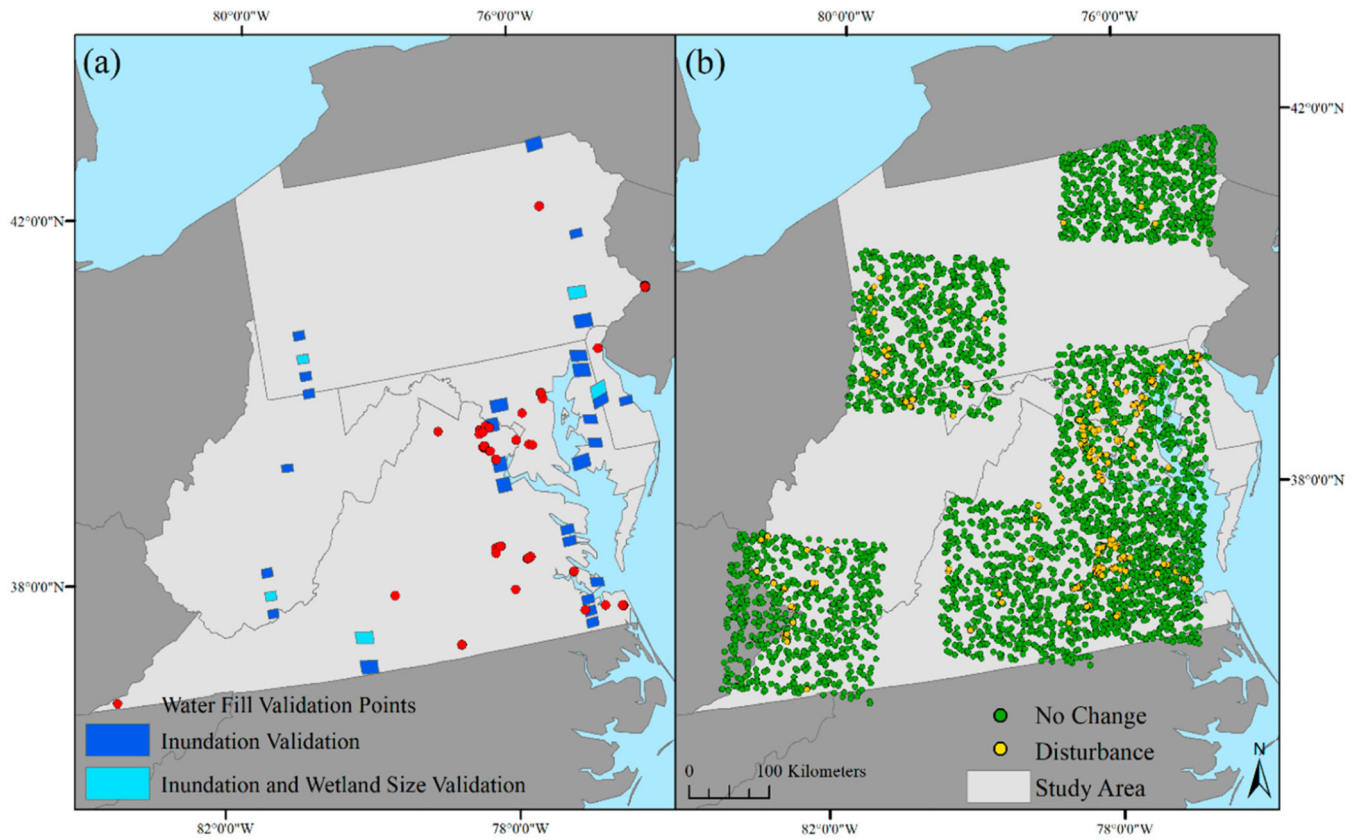 80°0'0"W
76°0'0"W
80°0'0"W
76°0'0"W
(a)
(b)
42°0'0"N
42°0'0"N
38°0'0"N
38°0'0"N
Water Fill Validation Points
Inundation Validation
Inundation and Wetland Size Validation
No Change
Disturbance
Study Area
0
100 Kilometers
N
82°0'0"W
78°0'0"W
82°0'0"W
78°0'0"W